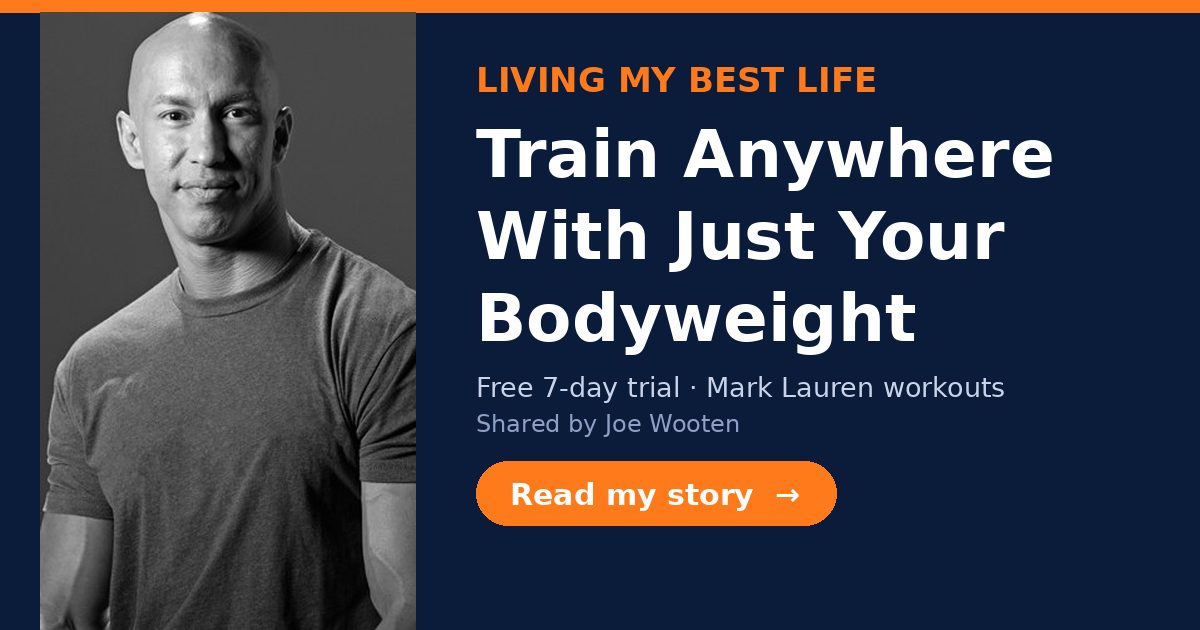 LIVING MY BEST LIFE
Train Anywhere
With Just Your
Bodyweight
Free 7-day trial · Mark Lauren workouts
Shared by Joe Wooten
Read my story →